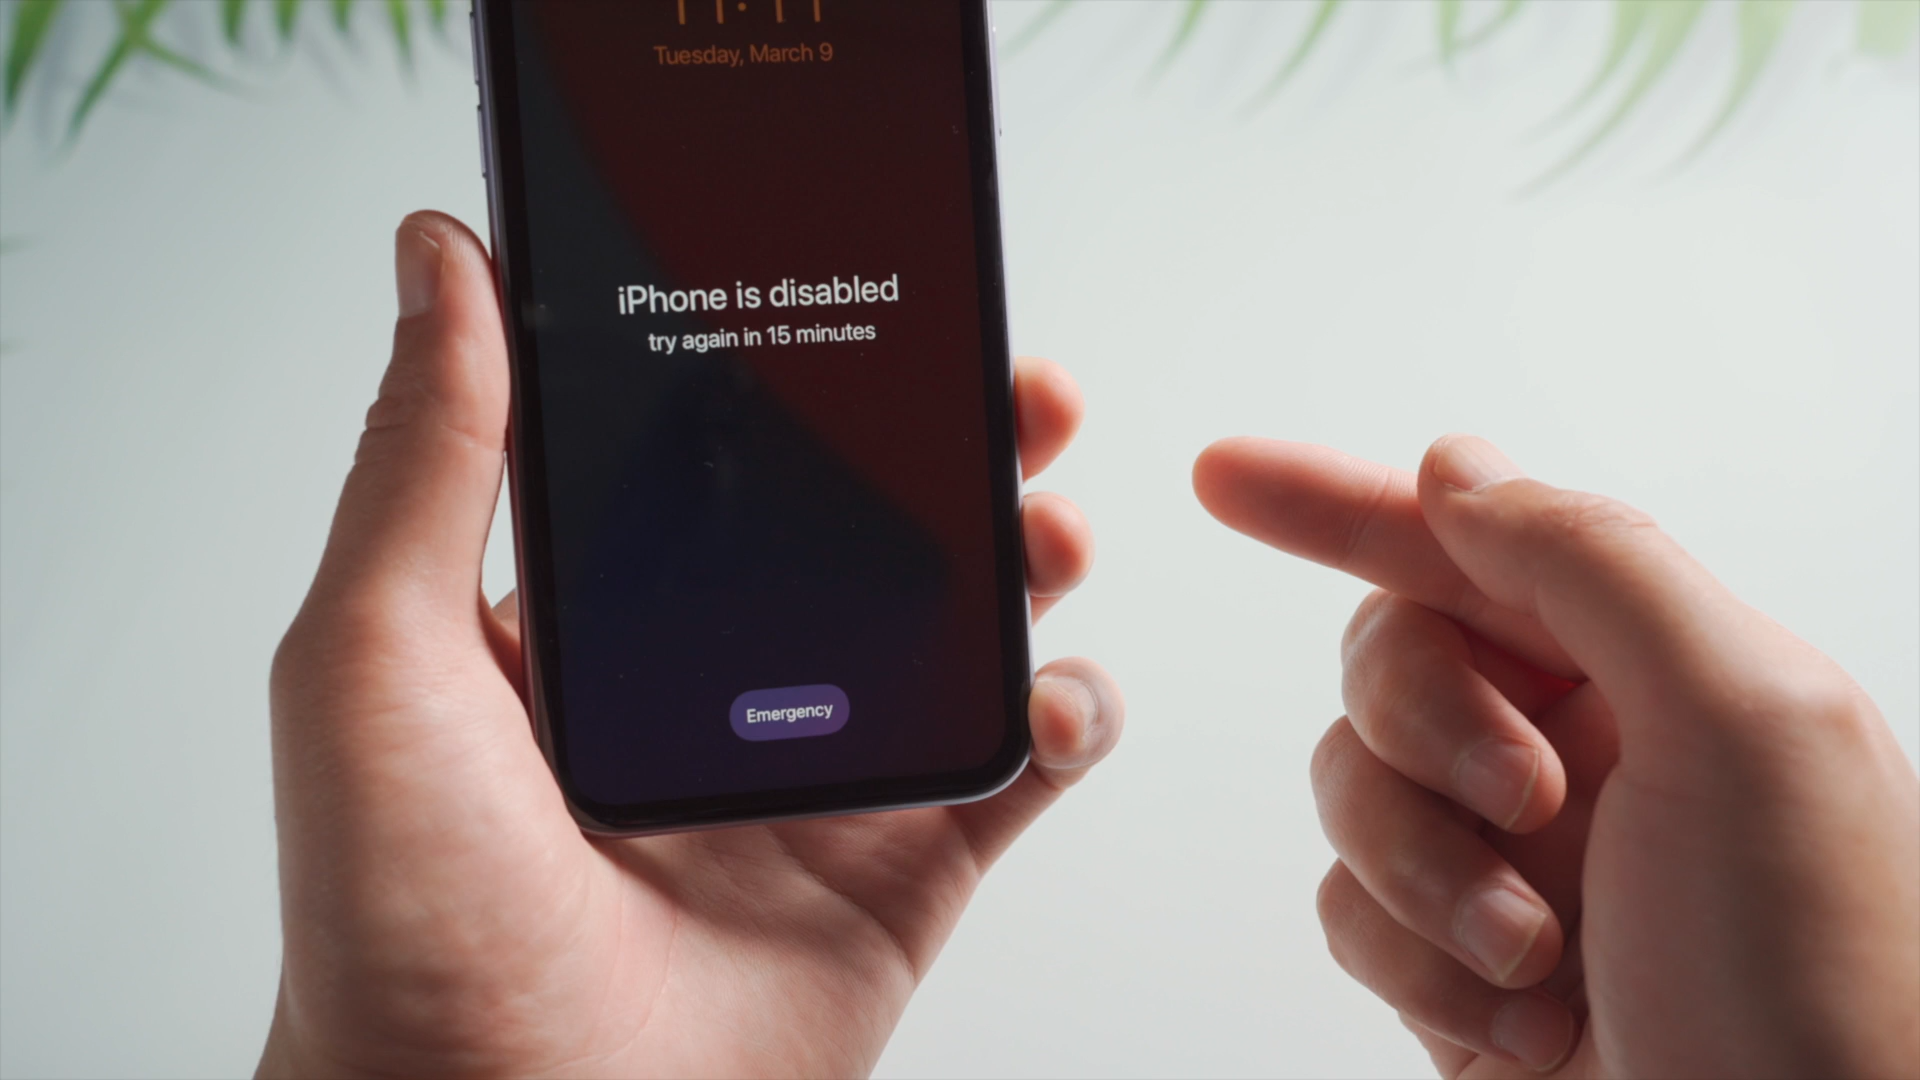 Tuesday, March 9
iPhone is disabled
try again in 15 minutes
Emergency